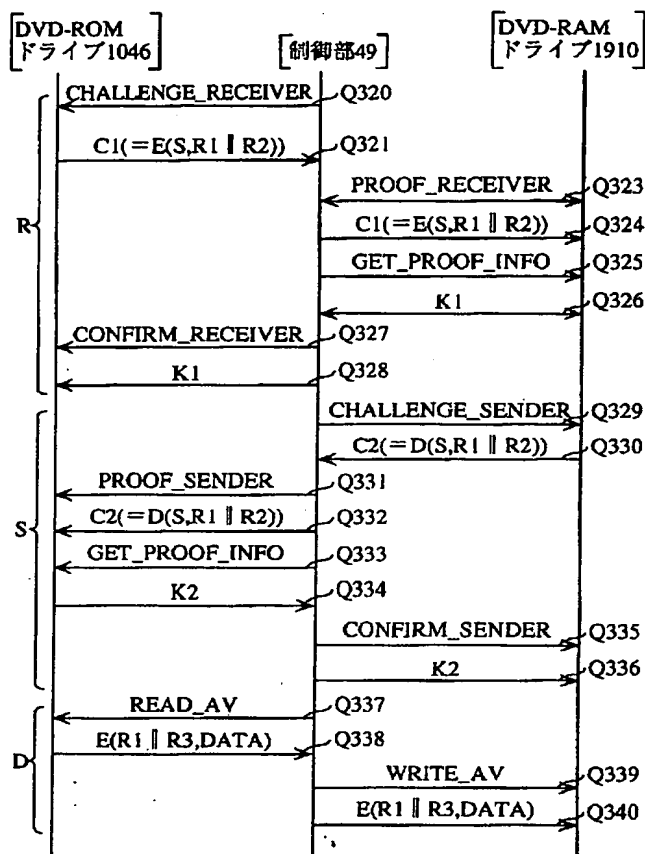 DVD-ROM
ドライブ1046
制御部49
DVD-RAM
ドライブ1910
CHALLENGE_RECEIVER
Q320
C1(=E(S,R1 ∥ R2))
Q321
PROOF_RECEIVER
Q323
C1(=E(S,R1 ∥ R2))
Q324
GET_PROOF_INFO
Q325
K1
Q326
CONFIRM_RECEIVER
Q327
K1
Q328
R
CHALLENGE_SENDER
Q329
C2(=D(S,R1 ∥ R2))
Q330
PROOF_SENDER
Q331
C2(=D(S,R1 ∥ R2))
Q332
GET_PROOF_INFO
Q333
K2
Q334
CONFIRM_SENDER
Q335
K2
Q336
S
READ_AV
Q337
E(R1 ∥ R3,DATA)
Q338
WRITE_AV
Q339
E(R1 ∥ R3,DATA)
Q340
D